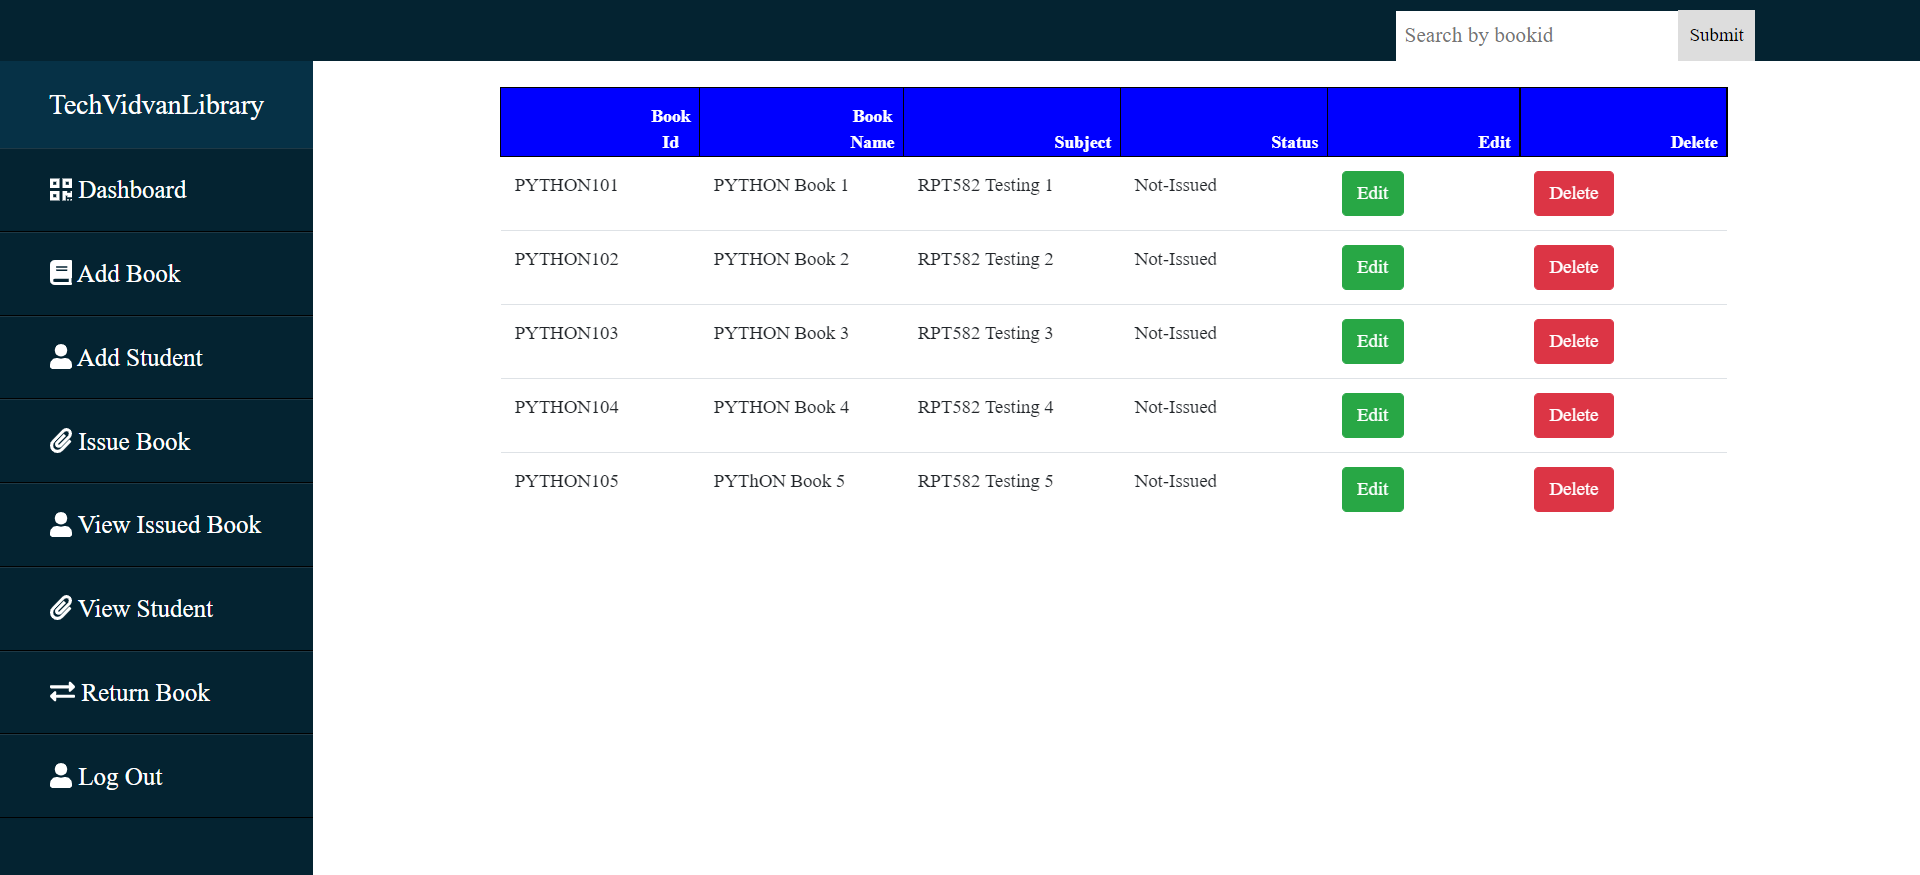 Search by bookid Submit
TechVidvanLibrary
Dashboard
Add Book
Add Student
Issue Book
View Issued Book
View Student
Return Book
Log Out
Book Id Book Name Subject Status Edit Delete
PYTHON101 PYTHON Book 1 RPT582 Testing 1 Not-Issued Edit Delete
PYTHON102 PYTHON Book 2 RPT582 Testing 2 Not-Issued Edit Delete
PYTHON103 PYTHON Book 3 RPT582 Testing 3 Not-Issued Edit Delete
PYTHON104 PYTHON Book 4 RPT582 Testing 4 Not-Issued Edit Delete
PYTHON105 PYThON Book 5 RPT582 Testing 5 Not-Issued Edit Delete